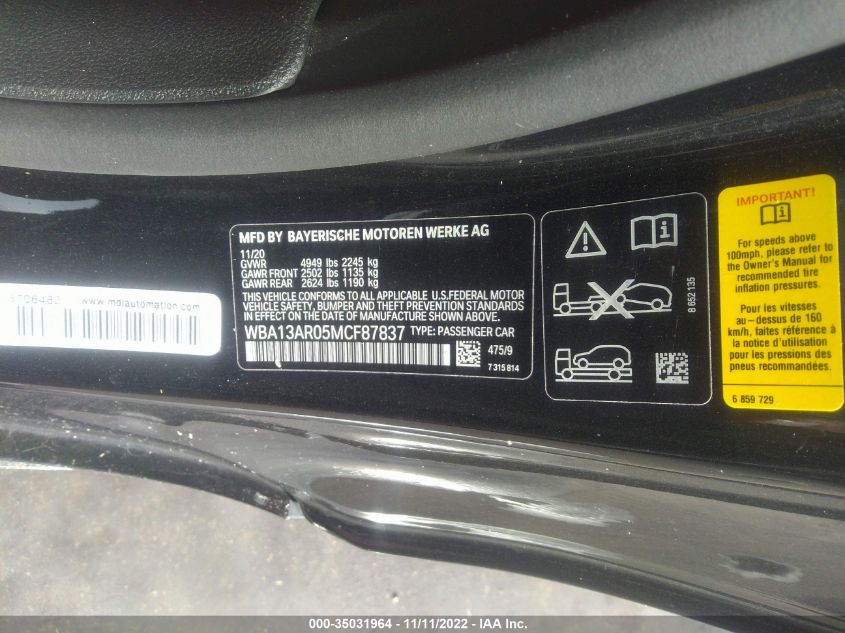 MFD BY BAYERISCHE MOTOREN WERKE AG
11/20
GVWR 4949 lbs 2245 kg
GAWR FRONT 2502 lbs 1135 kg
GAWR REAR 2624 lbs 1190 kg
THIS VEHICLE CONFORMS TO ALL APPLICABLE U.S.FEDERAL MOTOR
VEHICLE SAFETY, BUMPER, AND THEFT PREVENTION STANDARDS
IN EFFECT ON THE DATE OF MANUFACTURE SHOWN ABOVE.
WBA13AR05MCF87837 TYPE: PASSENGER CAR
475/9
7 315 814
8 652 135
IMPORTANT!
For speeds above
100mph, please refer to
the Owner's Manual for
recommended tire
inflation pressures.
Pour les vitesses
au-dessus de 160
km/h, veuillez consulter
la notice d'utilisation
pour les pressions des
pneus recommandées.
6 859 729
www.mdiautomation.com
000-35031964 - 11/11/2022 - IAA Inc.